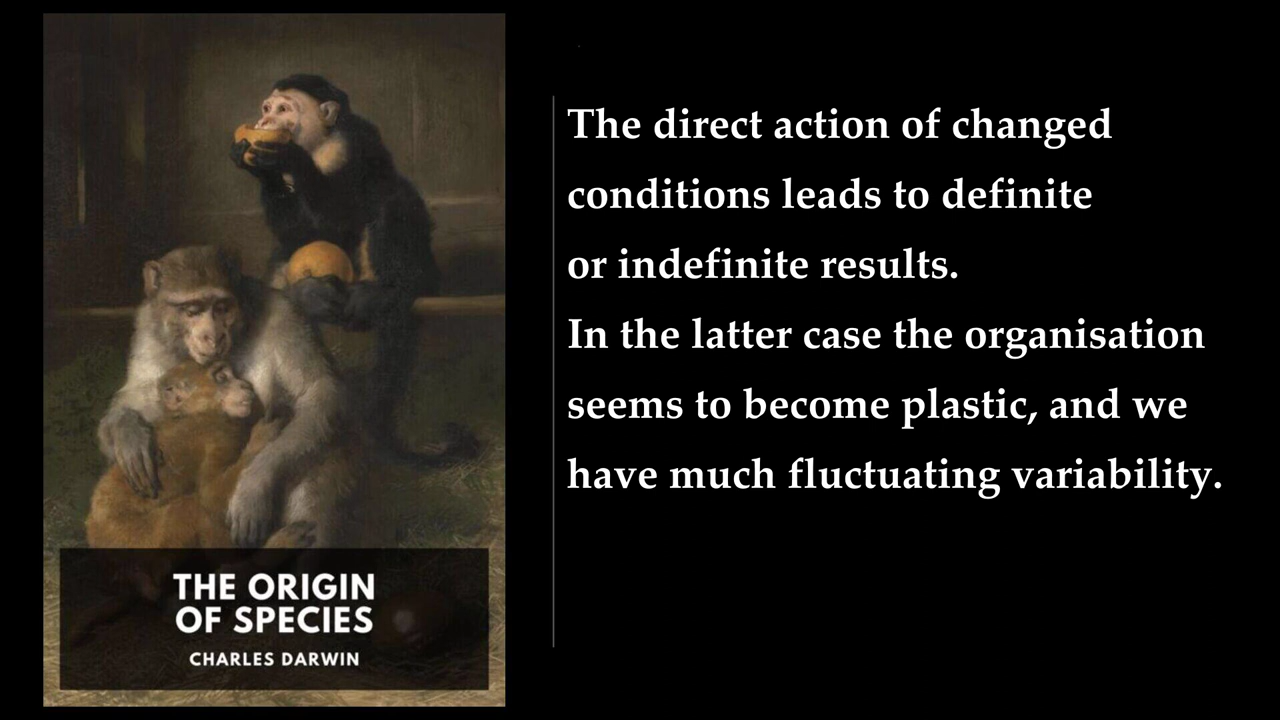 THE ORIGIN
OF SPECIES
CHARLES DARWIN
The direct action of changed
conditions leads to definite
or indefinite results.
In the latter case the organisation
seems to become plastic, and we
have much fluctuating variability.